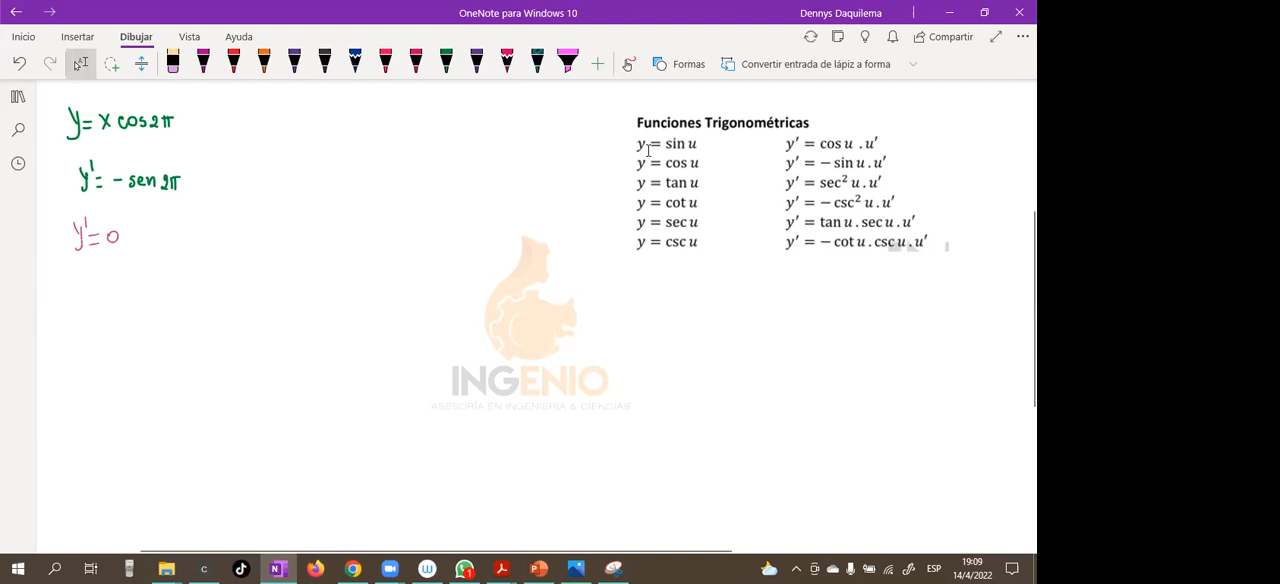 OneNote para Windows 10
Dennys Daquilema
Inicio Insertar Dibujar Vista Ayuda
Compartir
Formas
Convertir entrada de lápiz a forma
y = x cos 2π
y' = - sen 2π
y' = 0
Funciones Trigonométricas
y = sin u y′ = cos u . u′
y = cos u y′ = − sin u . u′
y = tan u y′ = sec² u . u′
y = cot u y′ = − csc² u . u′
y = sec u y′ = tan u . sec u . u′
y = csc u y′ = − cot u . csc u . u′
INGENIO
ASESORÍA EN INGENIERIA & CIENCIAS
ESP
19:09
14/4/2022